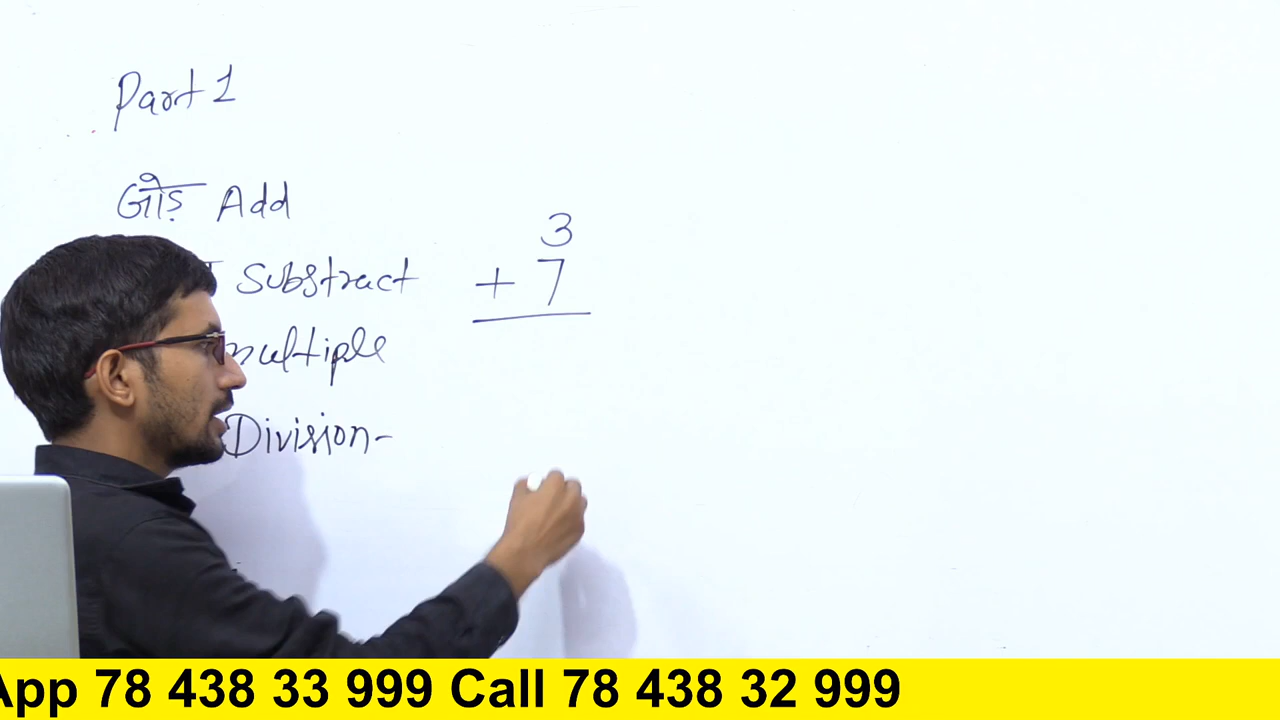 Part 1
जोड़ Add
Substract
multiple
Division-
3
+ 7
App 78 438 33 999 Call 78 438 32 999